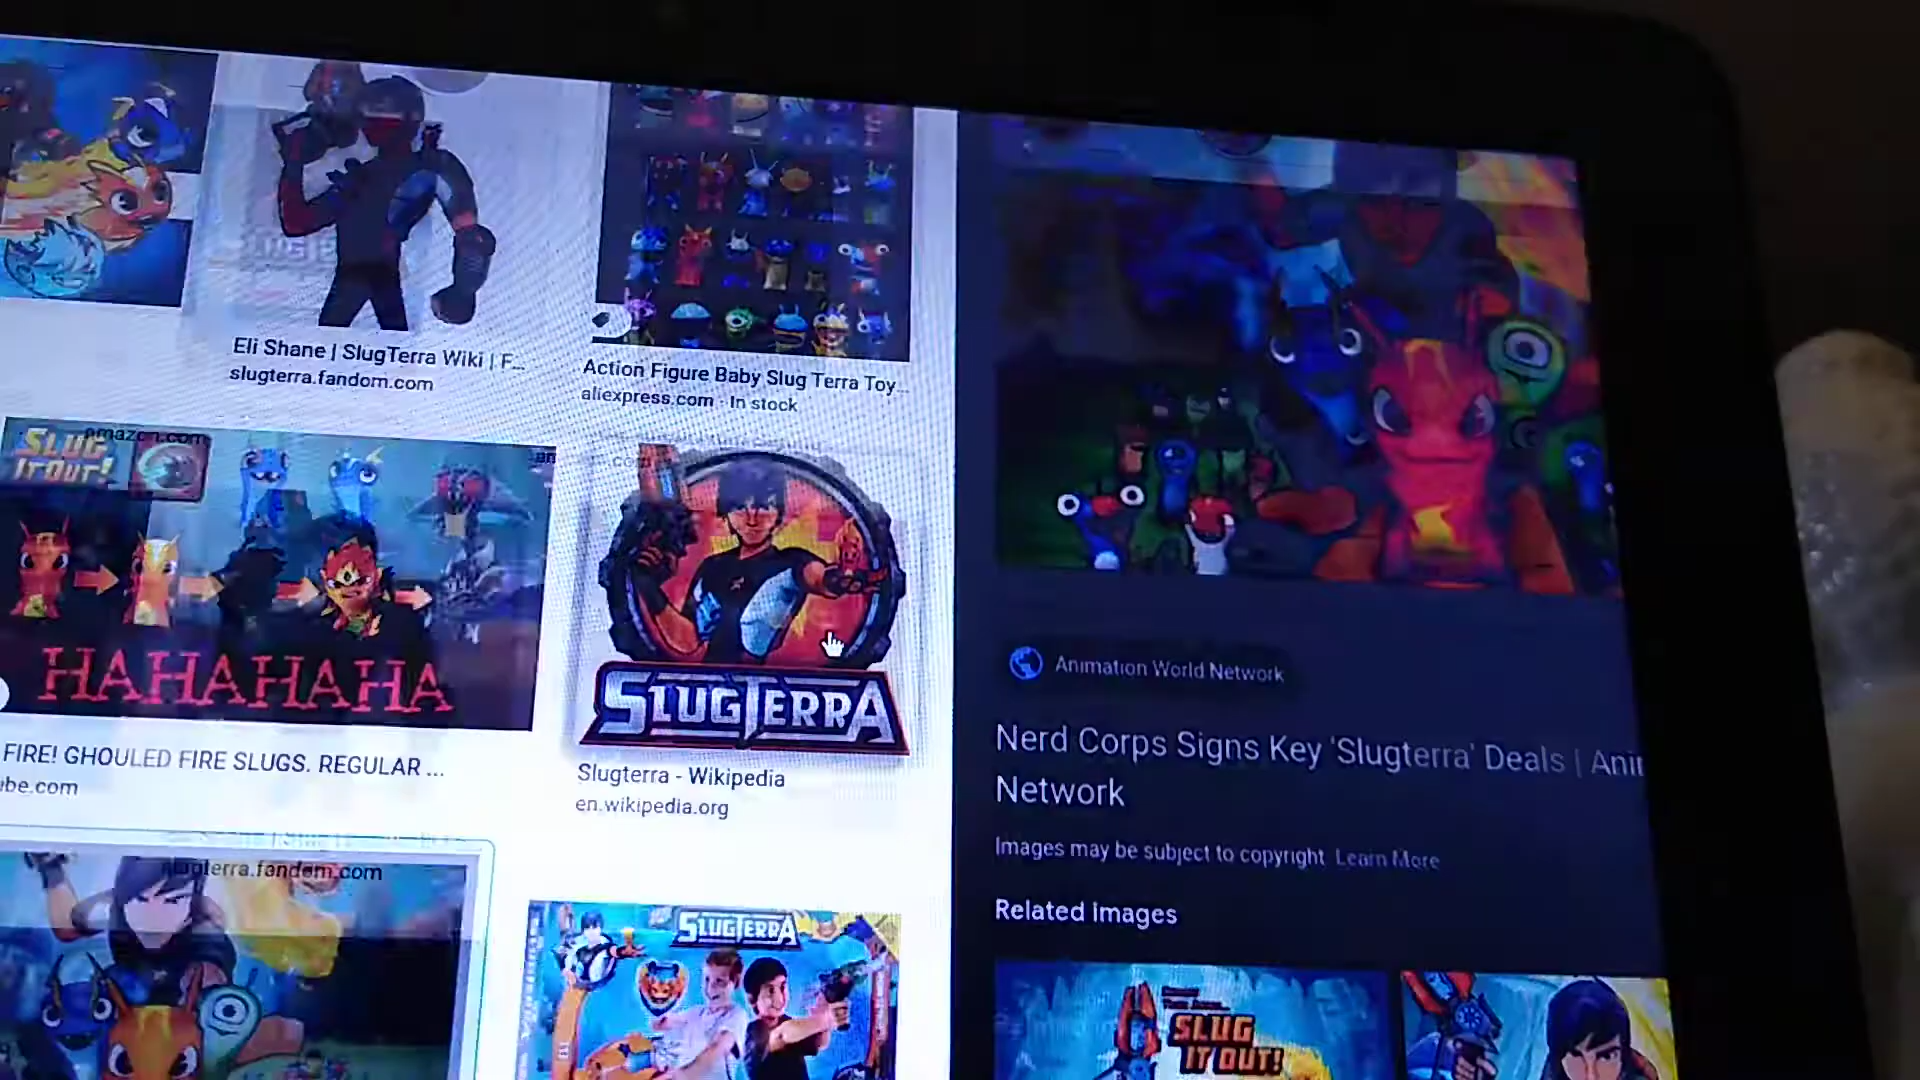 Eli Shane | SlugTerra Wiki | F...
slugterra.fandom.com
Action Figure Baby Slug Terra Toy...
aliexpress.com · In stock
amazon.com
SLUG
IT OUT!
HAHAHAHA
FIRE! GHOULED FIRE SLUGS. REGULAR ...
ube.com
SLUGTERRA
Slugterra - Wikipedia
en.wikipedia.org
slugterra.fandom.com
SLUGTERRA
Animation World Network
Nerd Corps Signs Key 'Slugterra' Deals | Ani
Network
Images may be subject to copyright. Learn More
Related images
SLUG
IT OUT!